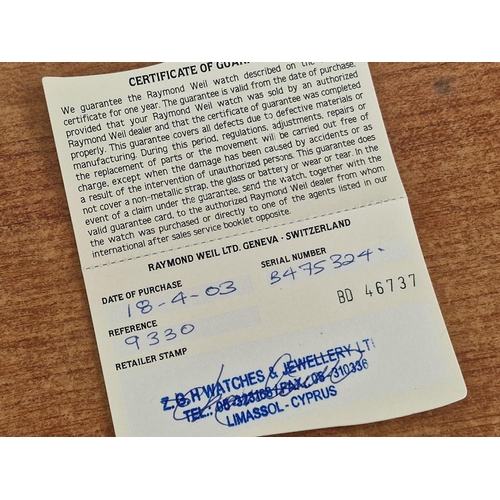 CERTIFICATE OF GUAR
We guarantee the Raymond Weil watch described on the
certificate for one year. The guarantee is valid from the date of purchase,
provided that your Raymond Weil watch was sold by an authorized
Raymond Weil dealer and that the certificate of guarantee was completed
properly. This guarantee covers all defects due to defective materials or
manufacturing. During this period, regulations, adjustments, repairs or
the replacement of parts or the movement will be carried out free of
charge, except when the damage has been caused by accidents or as
a result of the intervention of unauthorized persons. This guarantee does
not cover a non-metallic strap, the glass or battery or wear or tear. In the
event of a claim under the guarantee, send the watch, together with the
valid guarantee card, to the authorized Raymond Weil dealer from whom
the watch was purchased or directly to one of the agents listed in our
international after sales service booklet opposite.
RAYMOND WEIL LTD. GENEVA - SWITZERLAND
DATE OF PURCHASE
SERIAL NUMBER
18-4-03
B475324
REFERENCE
BD 46737
9330
RETAILER STAMP
Z.G.H WATCHES & JEWELLERY LT
LIMASSOL - CYPRUS